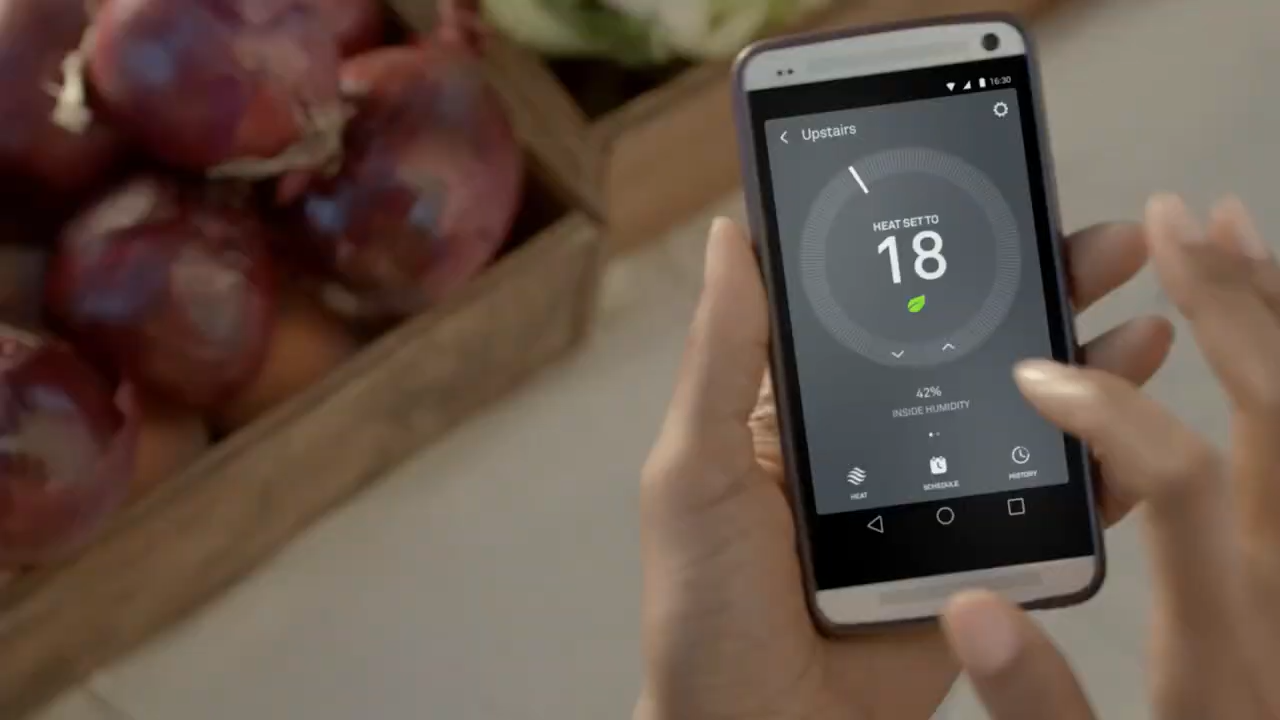 16:30
Upstairs
HEAT SET TO
18
42%
INSIDE HUMIDITY
HEAT
SCHEDULE
HISTORY